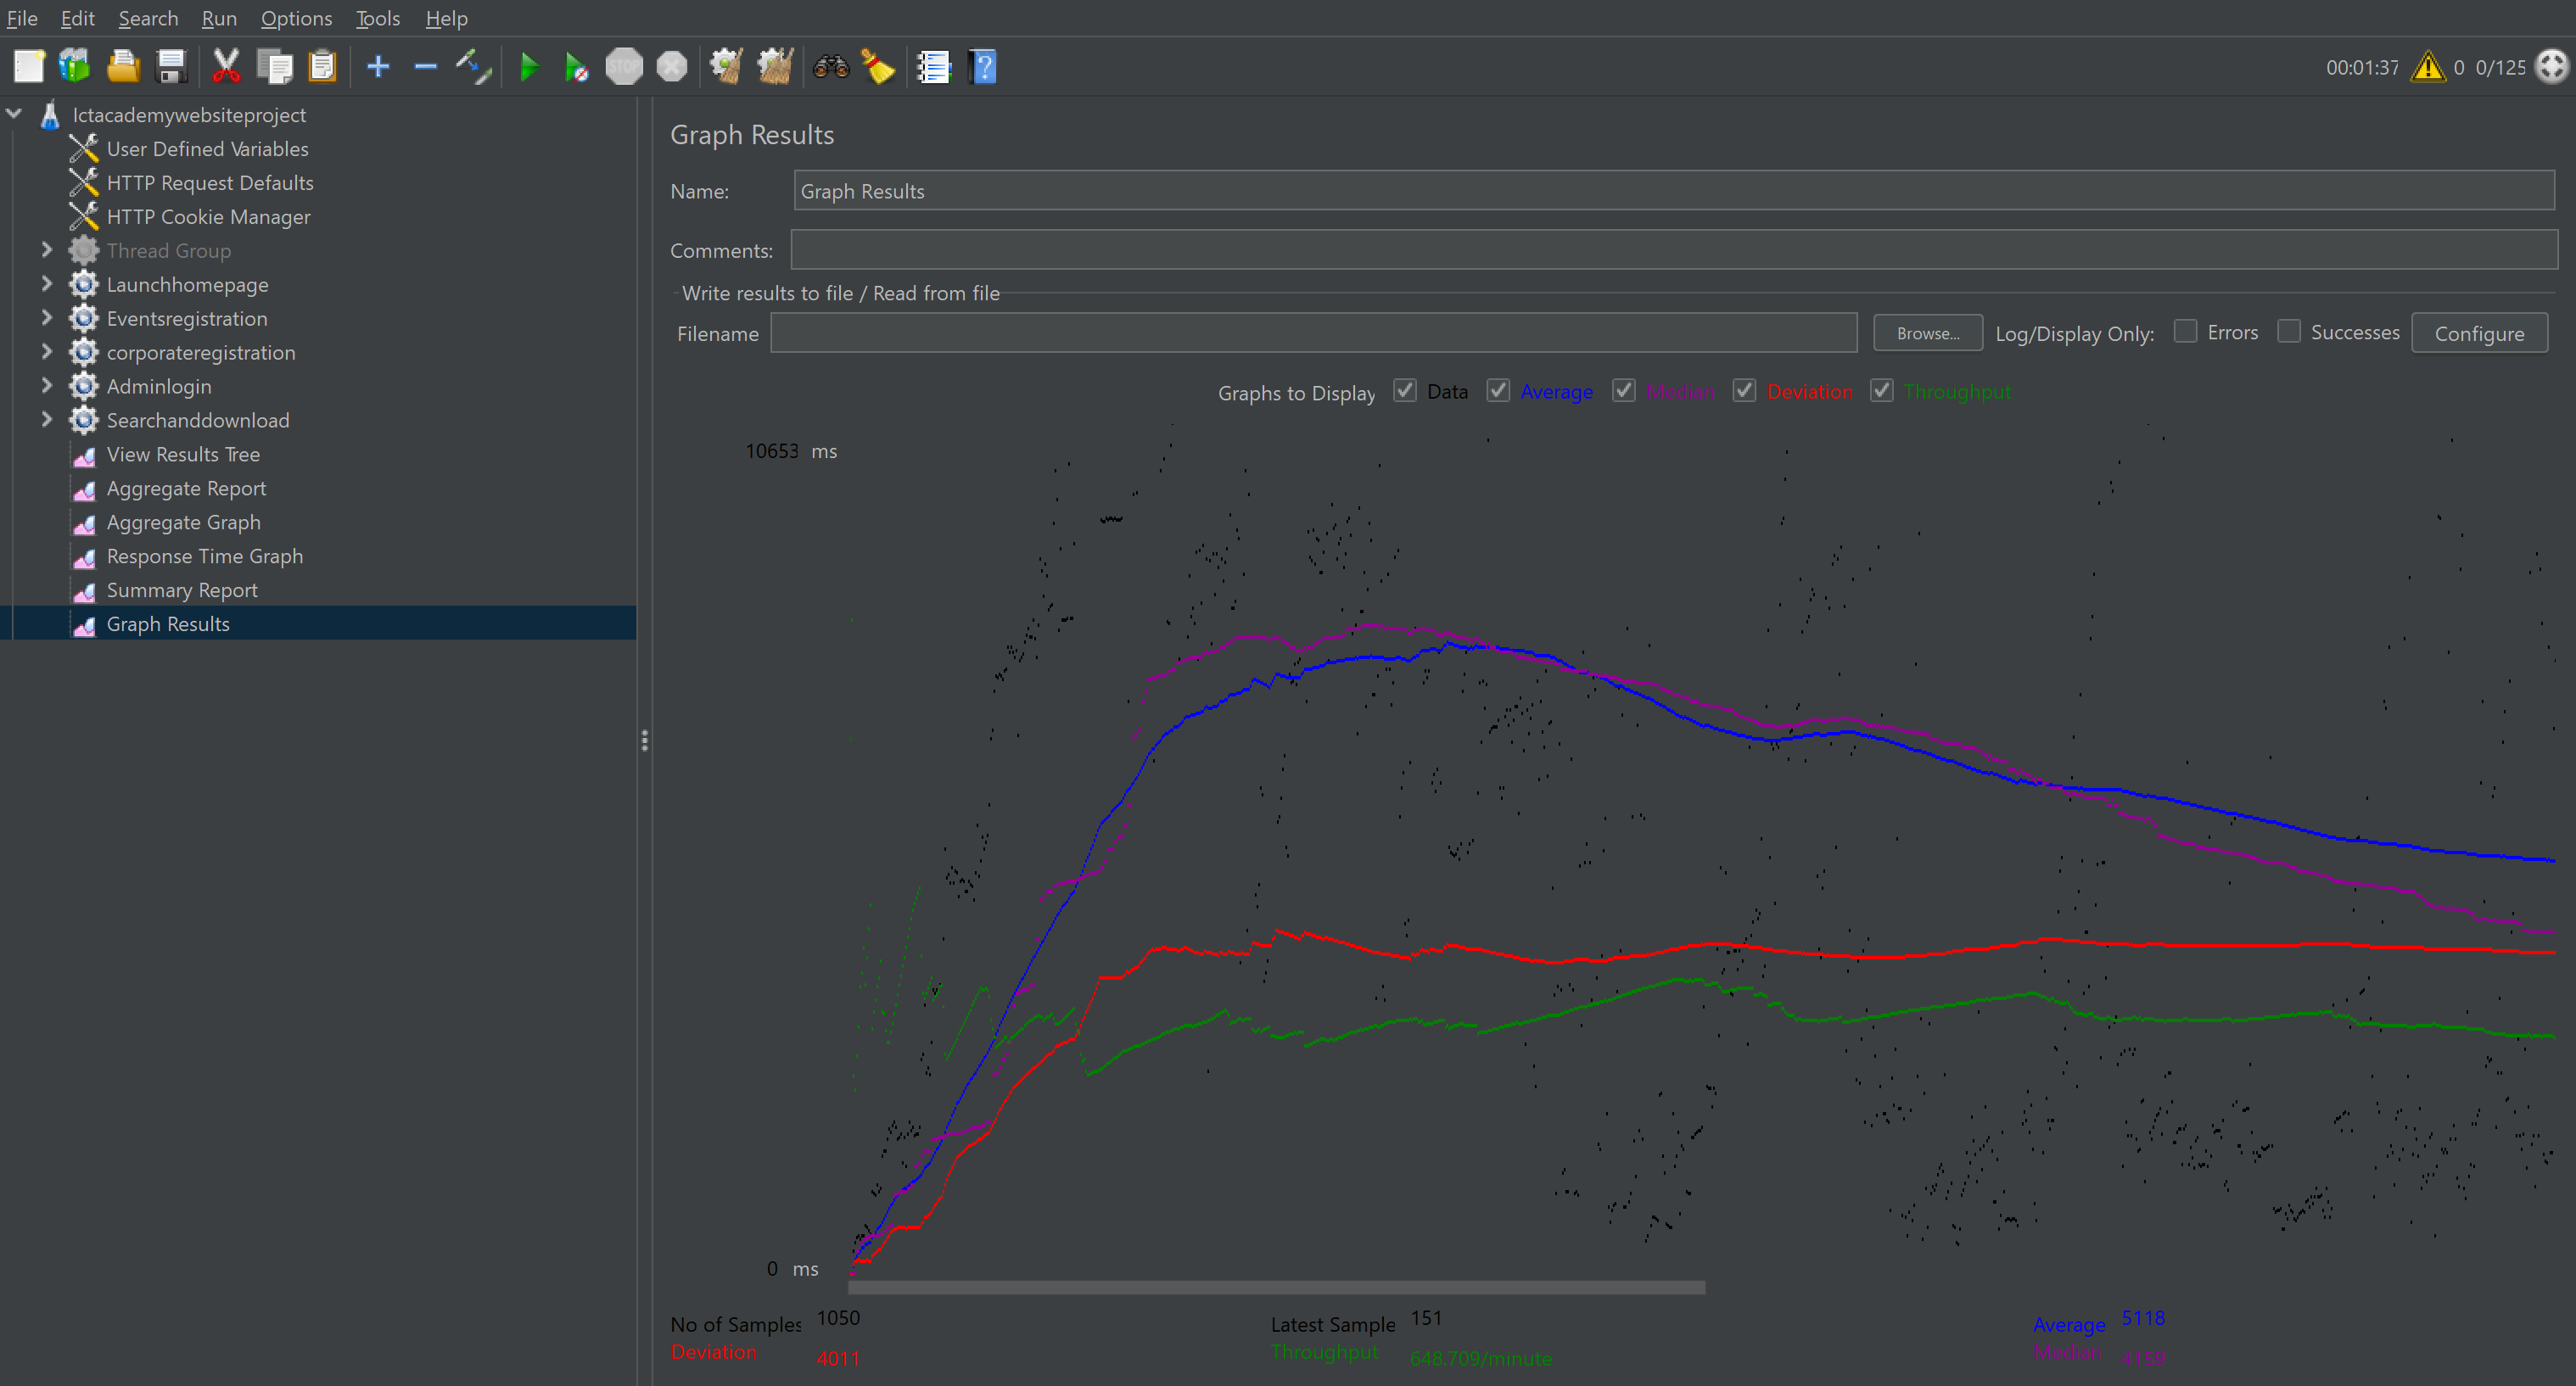 File Edit Search Run Options Tools Help
STOP
00:01:37 0 0/125
Ictacademywebsiteproject
User Defined Variables
HTTP Request Defaults
HTTP Cookie Manager
Thread Group
Launchhomepage
Eventsregistration
corporateregistration
Adminlogin
Searchanddownload
View Results Tree
Aggregate Report
Aggregate Graph
Response Time Graph
Summary Report
Graph Results
Graph Results
Name: Graph Results
Comments:
Write results to file / Read from file
Filename Browse... Log/Display Only: Errors Successes Configure
Graphs to Display Data Average Median Deviation Throughput
10653 ms
0 ms
No of Samples 1050 Latest Sample 151 Average 5118
Deviation 4011 Throughput 648.709/minute Median 4159